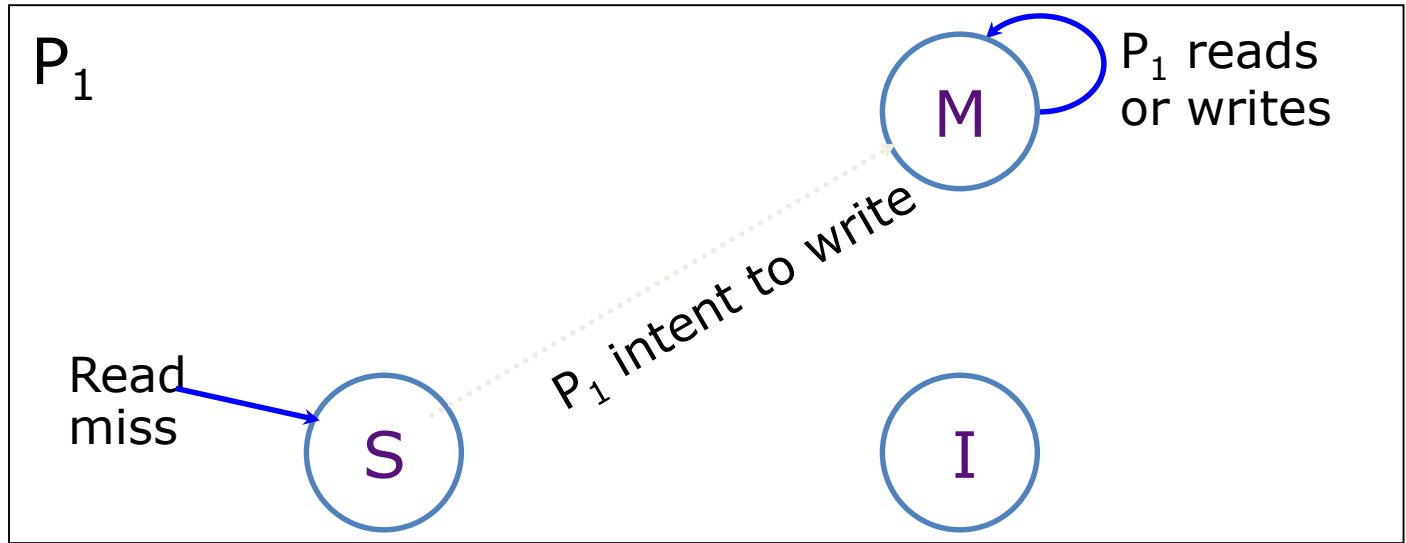 P₁
M
P₁ reads
or writes
P₁ intent to write
Read
miss
S
I